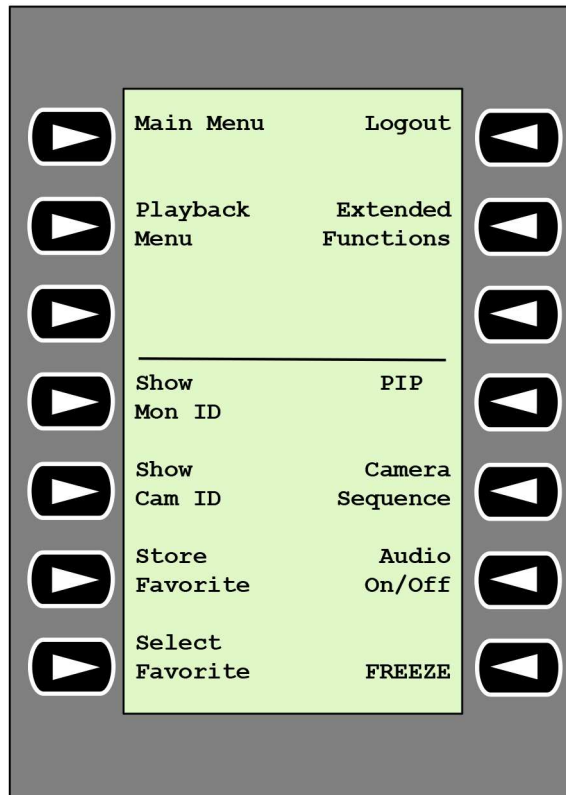 Main Menu Logout
Playback Extended
Menu Functions
Show PIP
Mon ID
Show Camera
Cam ID Sequence
Store Audio
Favorite On/Off
Select
Favorite FREEZE